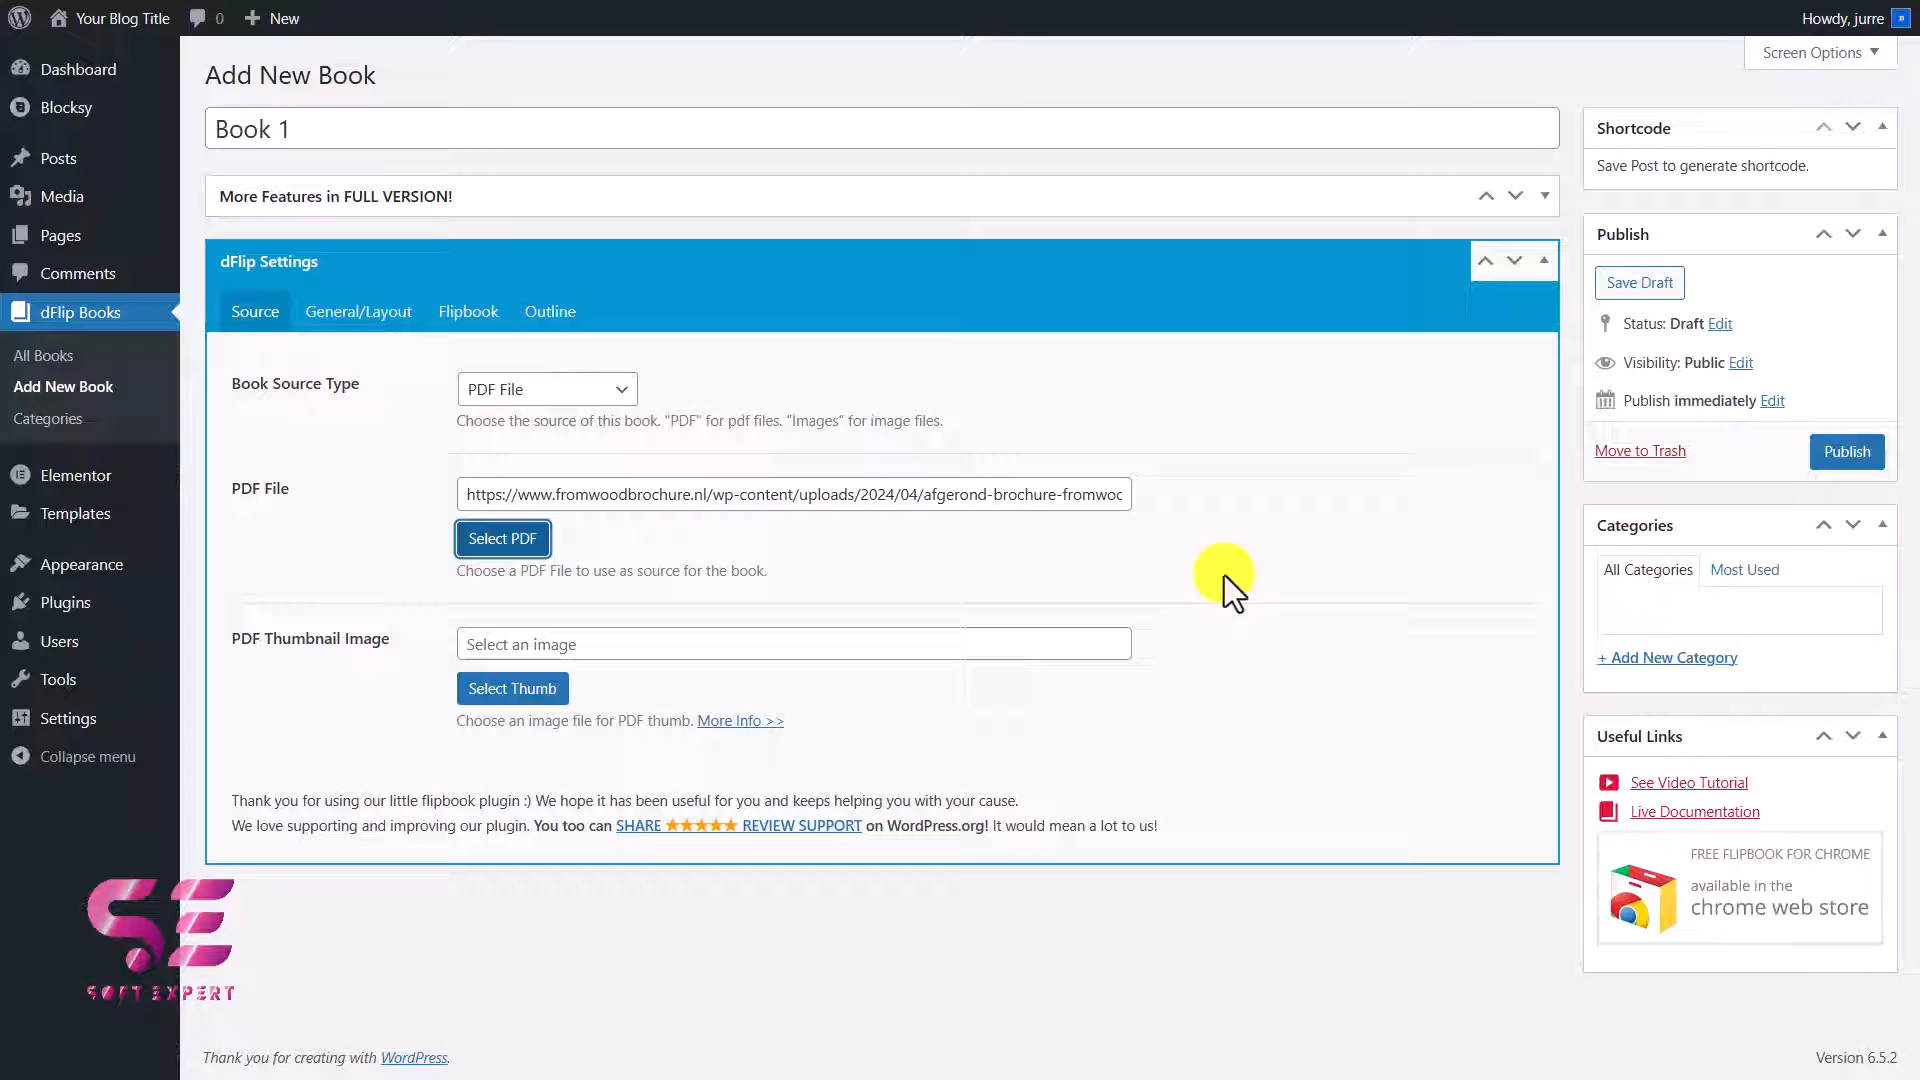 Your Blog Title
0
New
Howdy, jurre
Screen Options
Dashboard
Blocksy
Posts
Media
Pages
Comments
dFlip Books
All Books
Add New Book
Categories
Elementor
Templates
Appearance
Plugins
Users
Tools
Settings
Collapse menu
Add New Book
Book 1
More Features in FULL VERSION!
dFlip Settings
Source
General/Layout
Flipbook
Outline
Book Source Type
PDF File
Choose the source of this book. "PDF" for pdf files. "Images" for image files.
PDF File
https://www.fromwoodbrochure.nl/wp-content/uploads/2024/04/afgerond-brochure-fromwoo
Select PDF
Choose a PDF File to use as source for the book.
PDF Thumbnail Image
Select an image
Select Thumb
Choose an image file for PDF thumb. More Info >>
Thank you for using our little flipbook plugin :) We hope it has been useful for you and keeps helping you with your cause.
We love supporting and improving our plugin. You too can SHARE ★★★★★ REVIEW SUPPORT on WordPress.org! It would mean a lot to us!
Shortcode
Save Post to generate shortcode.
Publish
Save Draft
Status: Draft Edit
Visibility: Public Edit
Publish immediately Edit
Move to Trash
Publish
Categories
All Categories
Most Used
+ Add New Category
Useful Links
See Video Tutorial
Live Documentation
FREE FLIPBOOK FOR CHROME
available in the
chrome web store
SE
SOFT EXPERT
Thank you for creating with WordPress.
Version 6.5.2